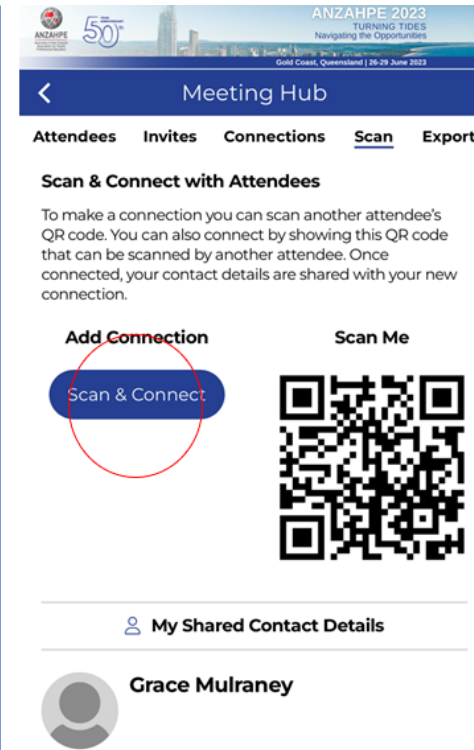 ANZAHPE 2023
TURNING TIDES
Navigating the Opportunities
Gold Coast, Queensland | 26-29 June 2023
ANZAHPE
50
Meeting Hub
Attendees Invites Connections Scan Export
Scan & Connect with Attendees
To make a connection you can scan another attendee's
QR code. You can also connect by showing this QR code
that can be scanned by another attendee. Once
connected, your contact details are shared with your new
connection.
Add Connection Scan Me
Scan & Connect
My Shared Contact Details
Grace Mulraney